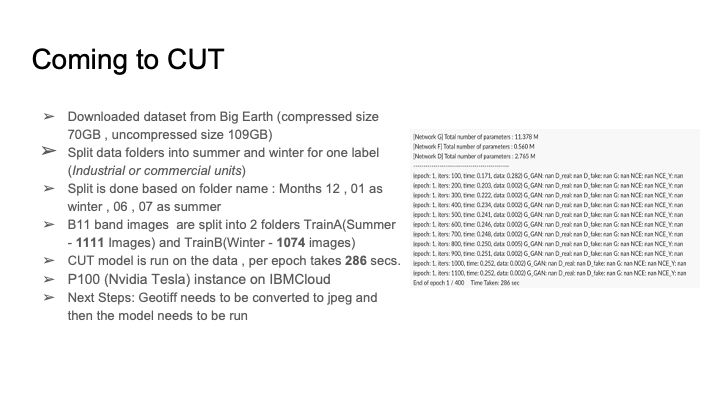 Coming to CUT
➢ Downloaded dataset from Big Earth (compressed size
70GB , uncompressed size 109GB)
➢ Split data folders into summer and winter for one label
(Industrial or commercial units)
➢ Split is done based on folder name : Months 12 , 01 as
winter , 06 , 07 as summer
➢ B11 band images are split into 2 folders TrainA(Summer
- 1111 Images) and TrainB(Winter - 1074 images)
➢ CUT model is run on the data , per epoch takes 286 secs.
➢ P100 (Nvidia Tesla) instance on IBMCloud
➢ Next Steps: Geotiff needs to be converted to jpeg and
then the model needs to be run
[Network G] Total number of parameters : 11.378 M
[Network F] Total number of parameters : 0.560 M
[Network D] Total number of parameters : 2.765 M
-----------------------------------------------
(epoch: 1, iters: 100, time: 0.171, data: 0.282) G_GAN: nan D_real: nan D_fake: nan G: nan NCE: nan NCE_Y: nan
(epoch: 1, iters: 200, time: 0.203, data: 0.002) G_GAN: nan D_real: nan D_fake: nan G: nan NCE: nan NCE_Y: nan
(epoch: 1, iters: 300, time: 0.222, data: 0.002) G_GAN: nan D_real: nan D_fake: nan G: nan NCE: nan NCE_Y: nan
(epoch: 1, iters: 400, time: 0.234, data: 0.002) G_GAN: nan D_real: nan D_fake: nan G: nan NCE: nan NCE_Y: nan
(epoch: 1, iters: 500, time: 0.241, data: 0.002) G_GAN: nan D_real: nan D_fake: nan G: nan NCE: nan NCE_Y: nan
(epoch: 1, iters: 600, time: 0.246, data: 0.002) G_GAN: nan D_real: nan D_fake: nan G: nan NCE: nan NCE_Y: nan
(epoch: 1, iters: 700, time: 0.248, data: 0.002) G_GAN: nan D_real: nan D_fake: nan G: nan NCE: nan NCE_Y: nan
(epoch: 1, iters: 800, time: 0.250, data: 0.005) G_GAN: nan D_real: nan D_fake: nan G: nan NCE: nan NCE_Y: nan
(epoch: 1, iters: 900, time: 0.251, data: 0.002) G_GAN: nan D_real: nan D_fake: nan G: nan NCE: nan NCE_Y: nan
(epoch: 1, iters: 1000, time: 0.252, data: 0.002) G_GAN: nan D_real: nan D_fake: nan G: nan NCE: nan NCE_Y: nan
(epoch: 1, iters: 1100, time: 0.252, data: 0.002) G_GAN: nan D_real: nan D_fake: nan G: nan NCE: nan NCE_Y: nan
End of epoch 1 / 400 Time Taken: 286 sec